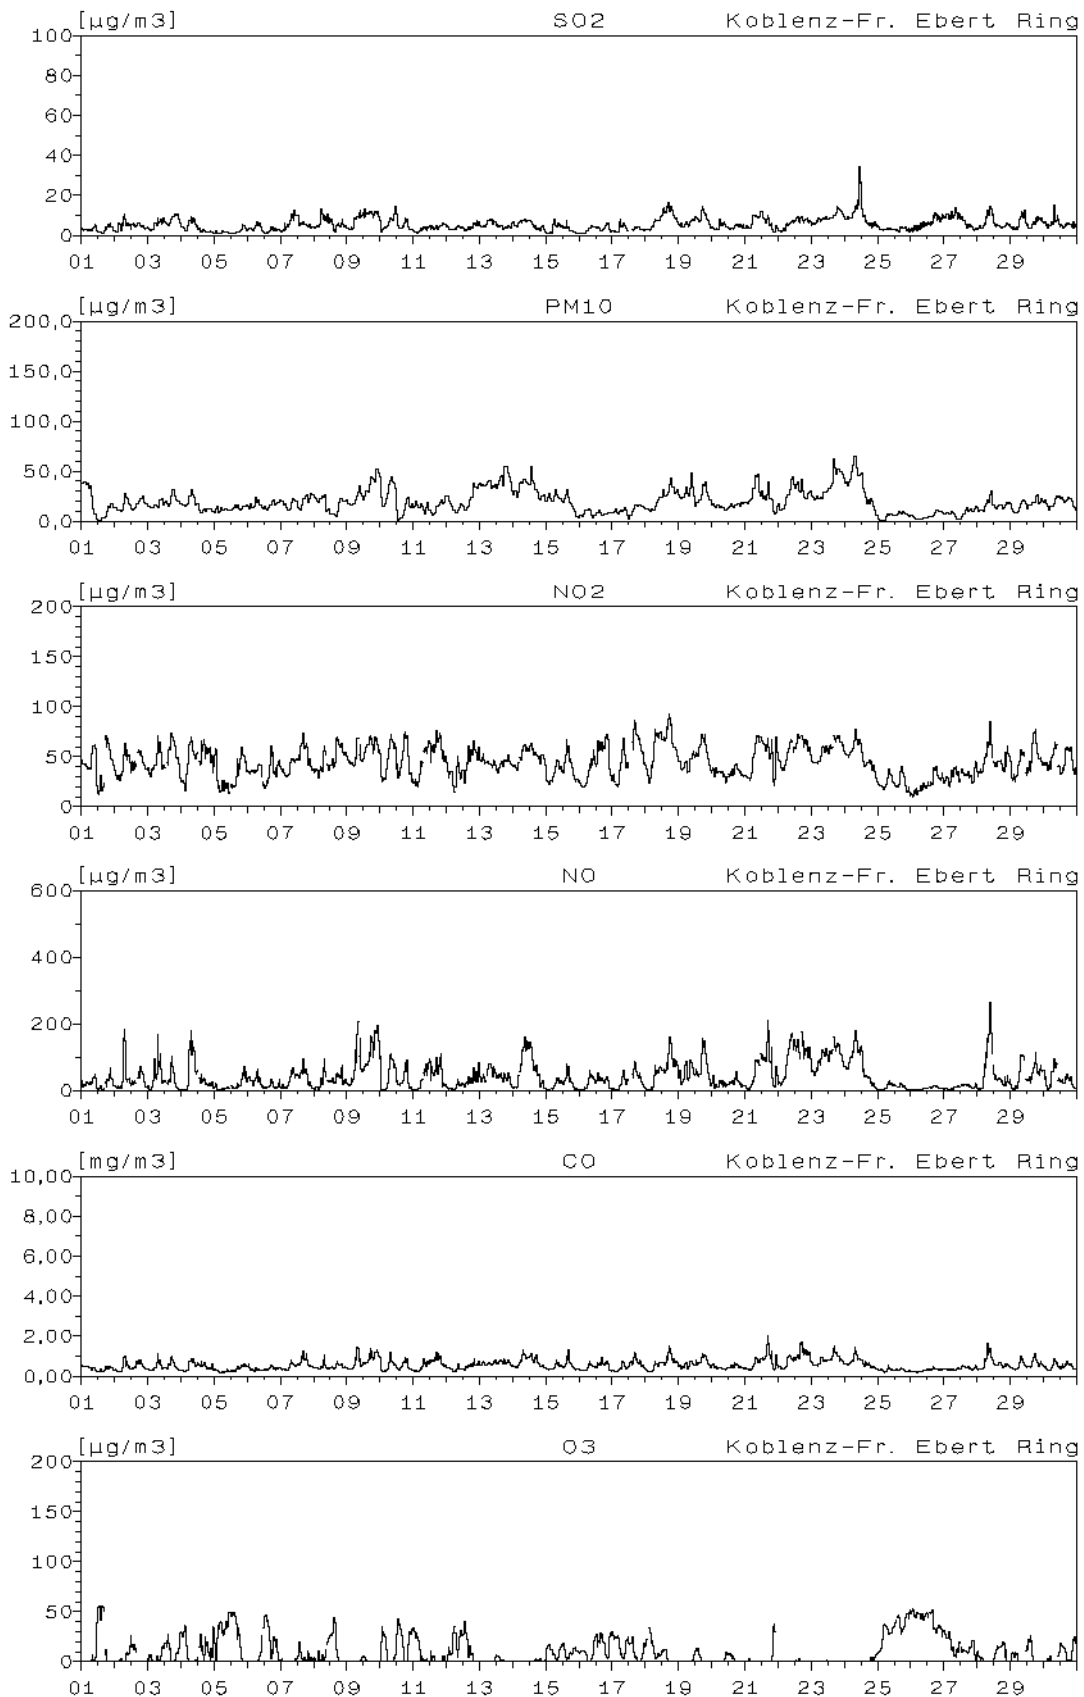 [µg/m3] SO2 Koblenz-Fr. Ebert Ring
100
80
60
40
20
0
01 03 05 07 09 11 13 15 17 19 21 23 25 27 29
[µg/m3] PM10 Koblenz-Fr. Ebert Ring
200,0
150,0
100,0
50,0
0,0
01 03 05 07 09 11 13 15 17 19 21 23 25 27 29
[µg/m3] NO2 Koblenz-Fr. Ebert Ring
200
150
100
50
0
01 03 05 07 09 11 13 15 17 19 21 23 25 27 29
[µg/m3] NO Koblenz-Fr. Ebert Ring
600
400
200
0
01 03 05 07 09 11 13 15 17 19 21 23 25 27 29
[mg/m3] CO Koblenz-Fr. Ebert Ring
10,00
8,00
6,00
4,00
2,00
0,00
01 03 05 07 09 11 13 15 17 19 21 23 25 27 29
[µg/m3] O3 Koblenz-Fr. Ebert Ring
200
150
100
50
0
01 03 05 07 09 11 13 15 17 19 21 23 25 27 29